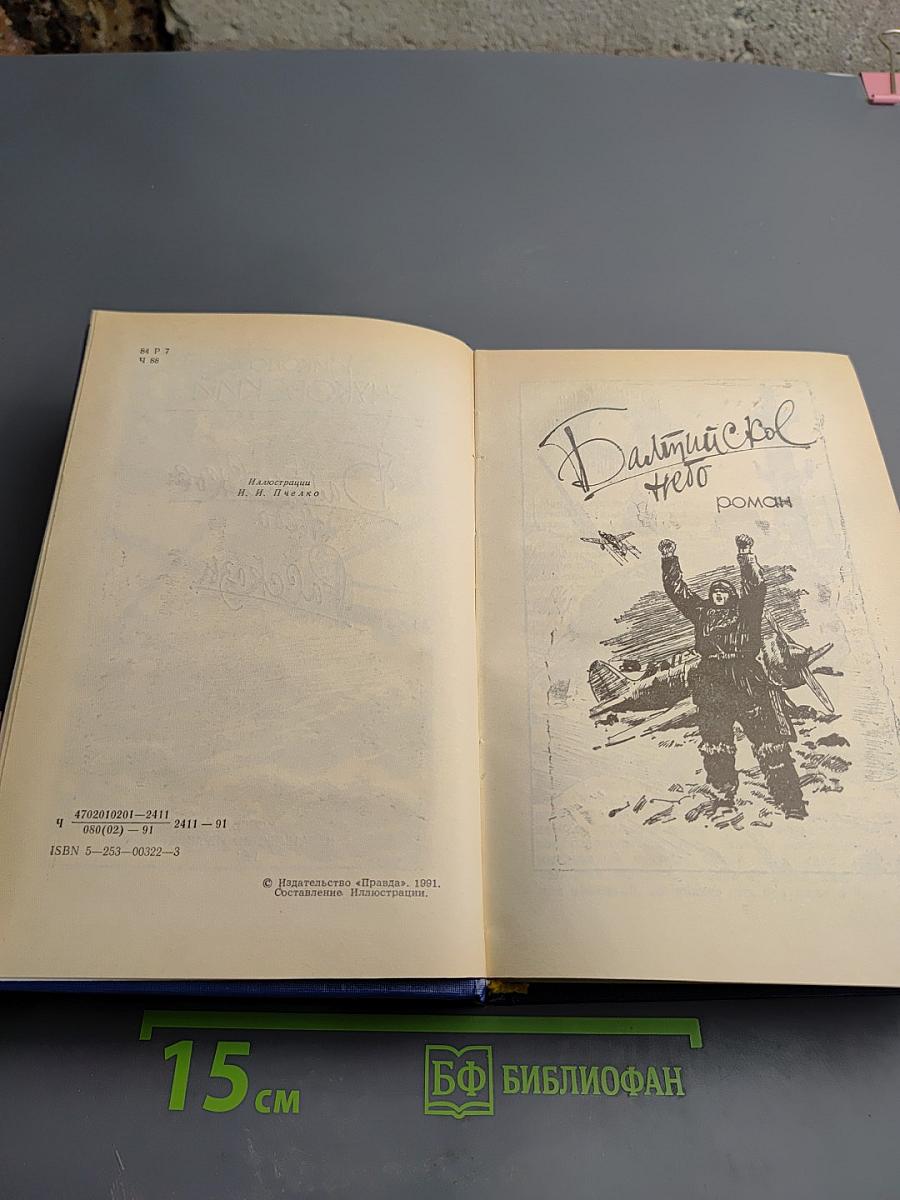 84 Р 7
Ч 88
Иллюстрации
И. И. Пчелко
Ч 4702010201—2411
080(02) — 91
2411 — 91
ISBN 5—253—00322—3
© Издательство «Правда». 1991.
Составление. Иллюстрации.
Балтийское
небо
роман
15 см
БФ БИБЛИОФАН